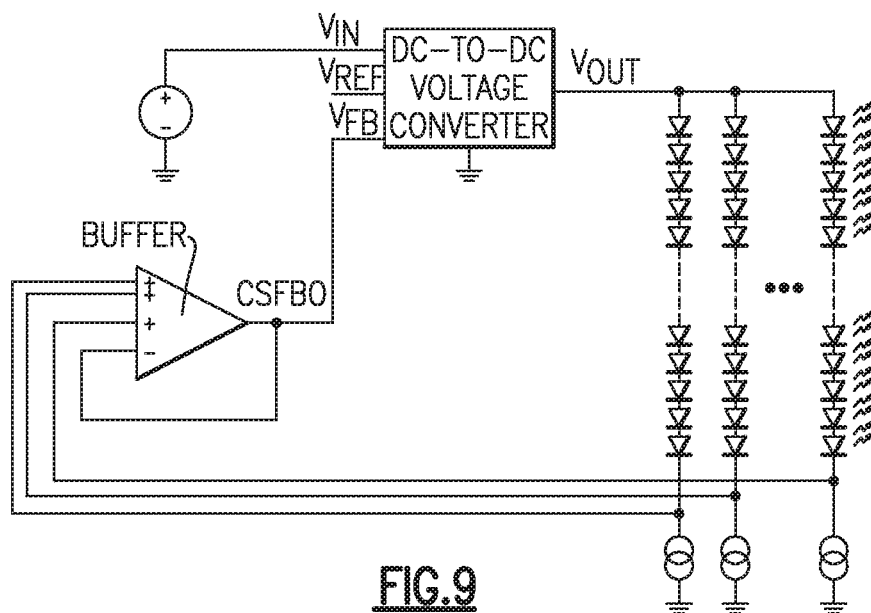 VIN
VREF
VFB
DC-TO-DC
VOLTAGE
CONVERTER
VOUT
BUFFER
CSFBO
+
-
+
+
+
-
FIG.9